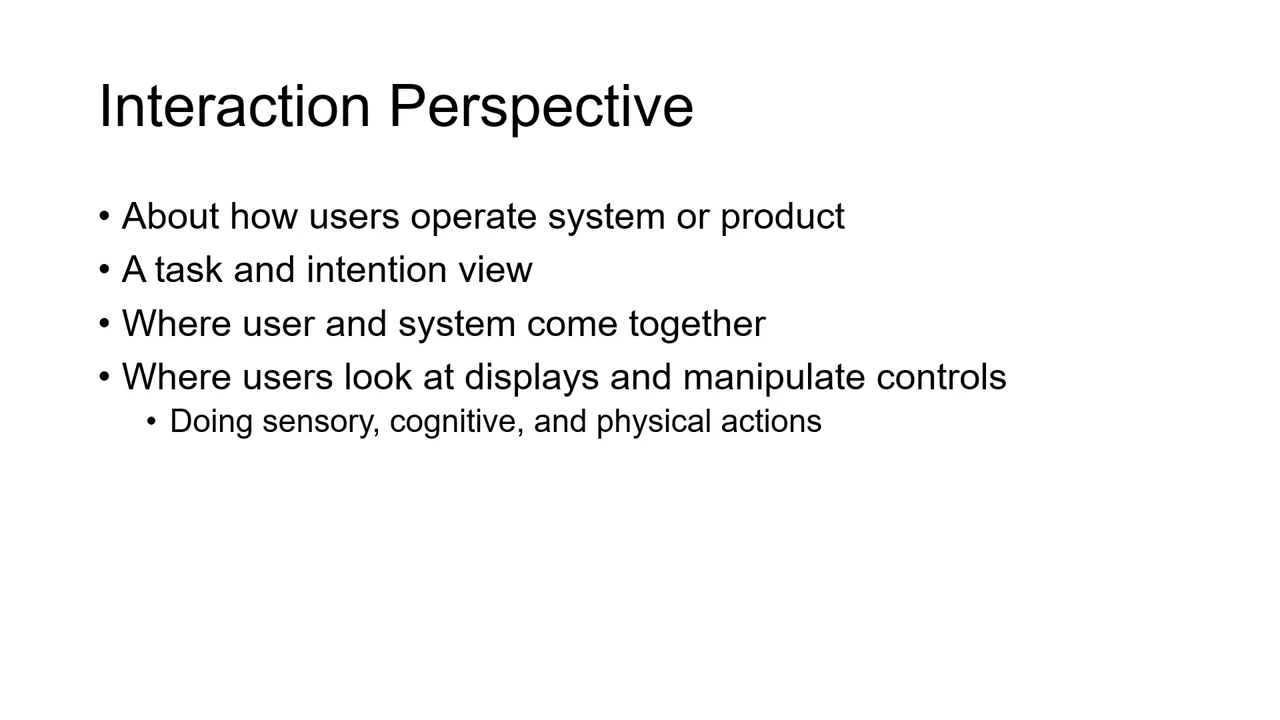 Interaction Perspective
• About how users operate system or product
• A task and intention view
• Where user and system come together
• Where users look at displays and manipulate controls
• Doing sensory, cognitive, and physical actions